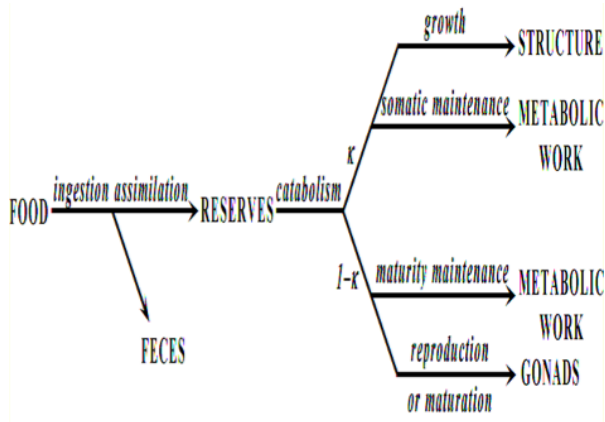 growth
STRUCTURE
somatic maintenance
METABOLIC
WORK
κ
FOOD
ingestion assimilation
RESERVES
catabolism
1-κ
maturity maintenance
METABOLIC
WORK
FECES
reproduction
or maturation
GONADS